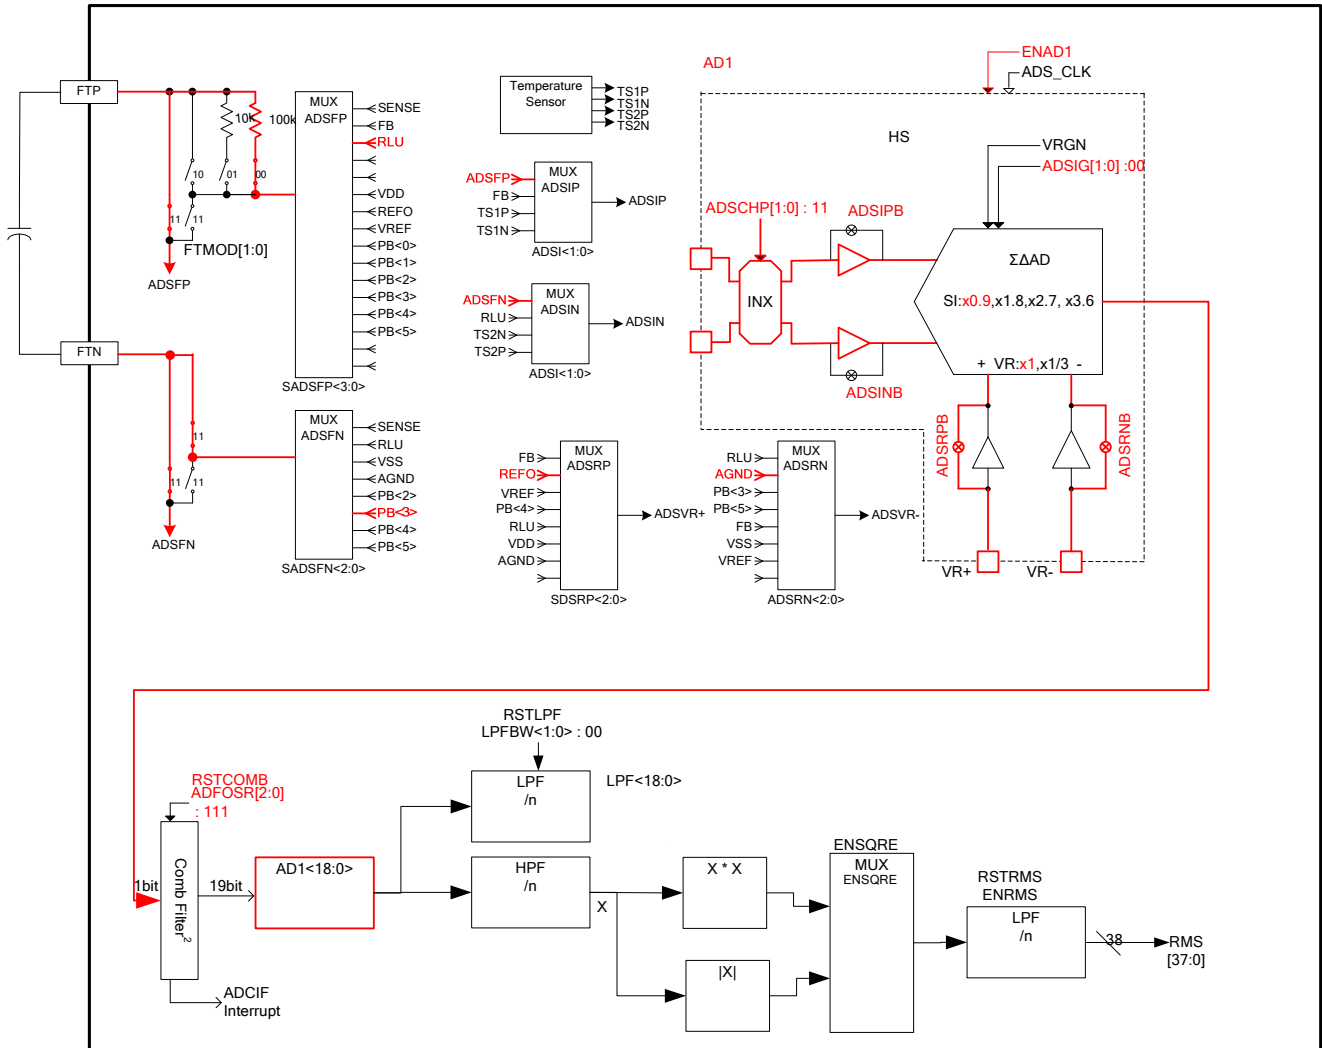 FTP
10k
100k
10
01
00
11
11
FTMOD[1:0]
ADSFP
MUX
ADSFP
SENSE
FB
RLU
VDD
REFO
VREF
PB<0>
PB<1>
PB<2>
PB<3>
PB<4>
PB<5>
SADSFP<3:0>
FTN
11
11
11
ADSFN
MUX
ADSFN
SENSE
RLU
VSS
AGND
PB<2>
PB<3>
PB<4>
PB<5>
SADSFN<2:0>
Temperature
Sensor
TS1P
TS1N
TS2P
TS2N
MUX
ADSIP
ADSFP
FB
TS1P
TS1N
ADSIP
ADSI<1:0>
MUX
ADSIN
ADSFN
RLU
TS2N
TS2P
ADSIN
ADSI<1:0>
MUX
ADSRP
FB
REFO
VREF
PB<4>
RLU
VDD
AGND
ADSVR+
SDSRP<2:0>
MUX
ADSRN
RLU
AGND
PB<3>
PB<5>
FB
VSS
VREF
ADSVR-
ADSRN<2:0>
AD1
ENAD1
ADS_CLK
HS
VRGN
ADSIG[1:0] :00
ADSCHP[1:0] : 11
INX
ADSIPB
ADSINB
ΣΔAD
SI:x0.9,x1.8,x2.7, x3.6
+ VR:x1,x1/3 -
ADSRPB
ADSRNB
VR+
VR-
RSTCOMB
ADFOSR[2:0]
: 111
1bit
Comb Filter2
19bit
ADCIF
Interrupt
AD1<18:0>
RSTLPF
LPFBW<1:0> : 00
LPF
/n
LPF<18:0>
HPF
/n
X
X * X
|X|
ENSQRE
MUX
ENSQRE
RSTRMS
ENRMS
LPF
/n
38
RMS
[37:0]